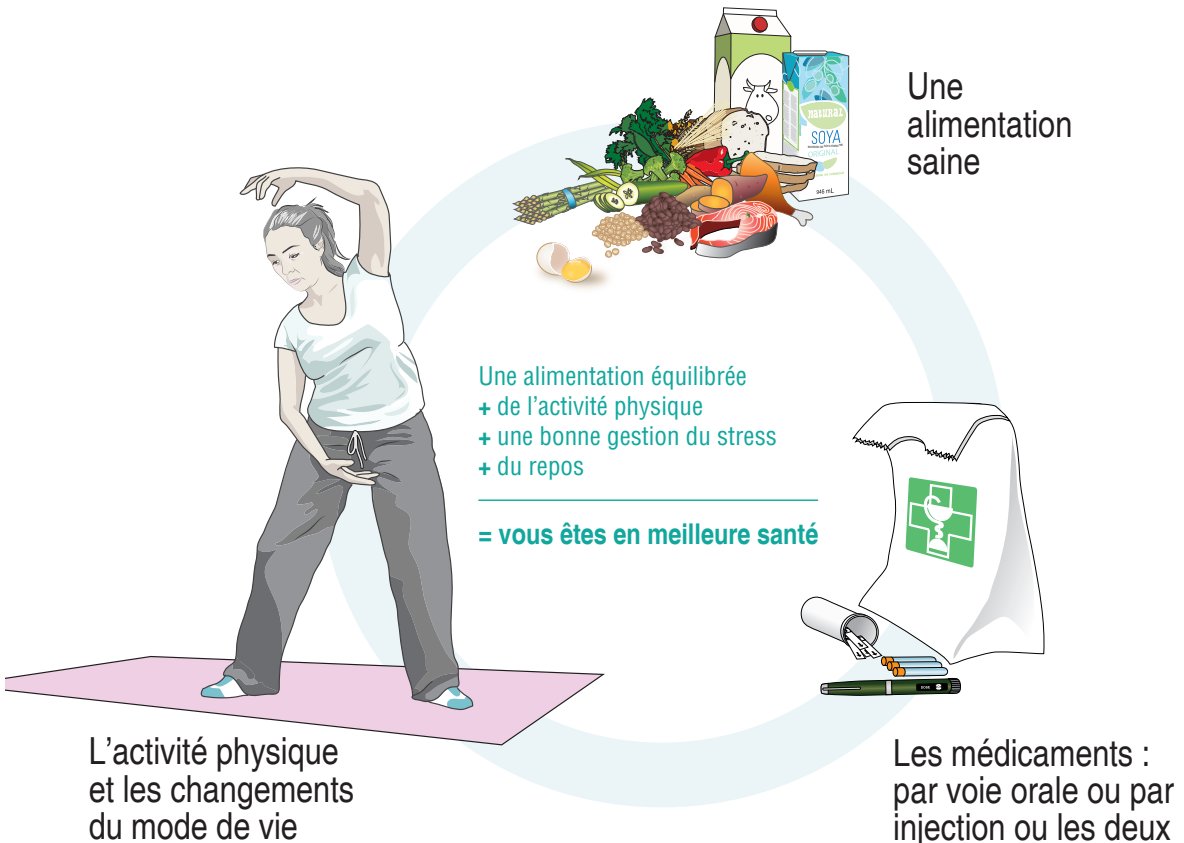 Une
alimentation
saine
natural
SOYA
ORIGINAL
946 mL
Une alimentation équilibrée
+ de l’activité physique
+ une bonne gestion du stress
+ du repos
= vous êtes en meilleure santé
L’activité physique
et les changements
du mode de vie
Les médicaments :
par voie orale ou par
injection ou les deux